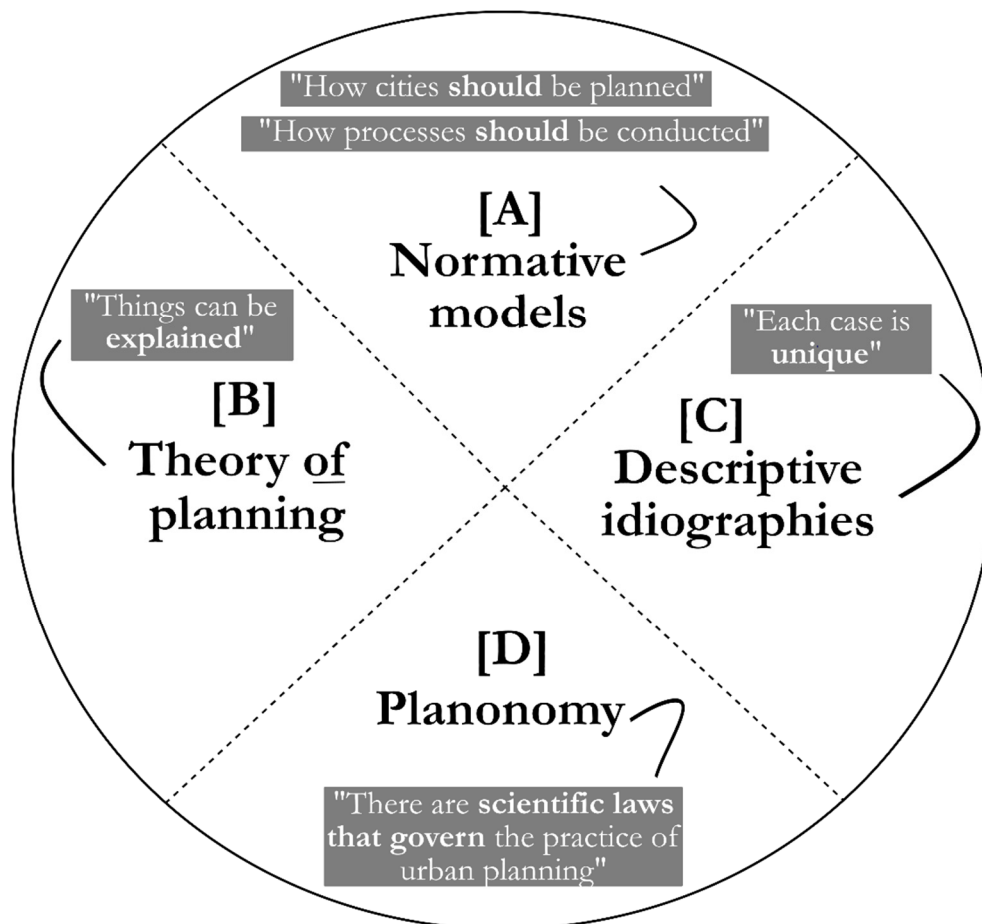 "How cities should be planned"
"How processes should be conducted"
[A]
Normative
models
"Things can be
explained"
[B]
Theory of
planning
"Each case is
unique"
[C]
Descriptive
idiographies
[D]
Planonomy
"There are scientific laws
that govern the practice of
urban planning"